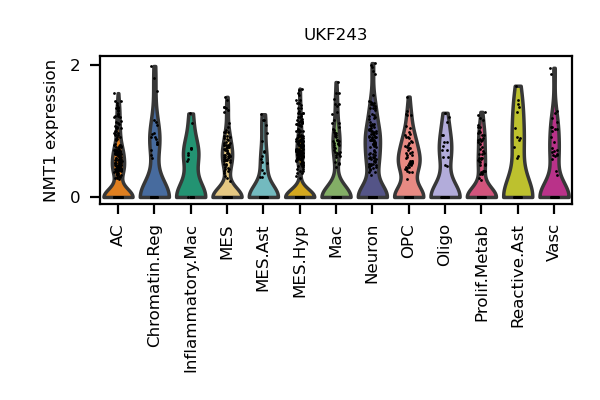 UKF243
NMT1 expression
2
0
AC
Chromatin.Reg
Inflammatory.Mac
MES
MES.Ast
MES.Hyp
Mac
Neuron
OPC
Oligo
Prolif.Metab
Reactive.Ast
Vasc